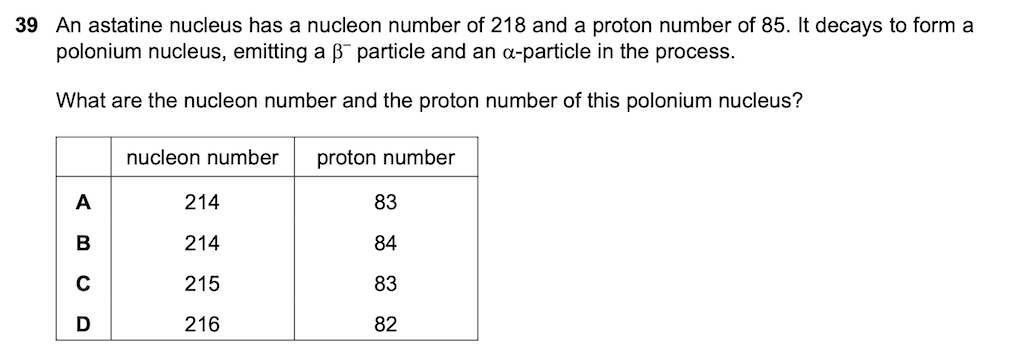 39 An astatine nucleus has a nucleon number of 218 and a proton number of 85. It decays to form a
polonium nucleus, emitting a β⁻ particle and an α-particle in the process.
What are the nucleon number and the proton number of this polonium nucleus?
nucleon number proton number
A 214 83
B 214 84
C 215 83
D 216 82